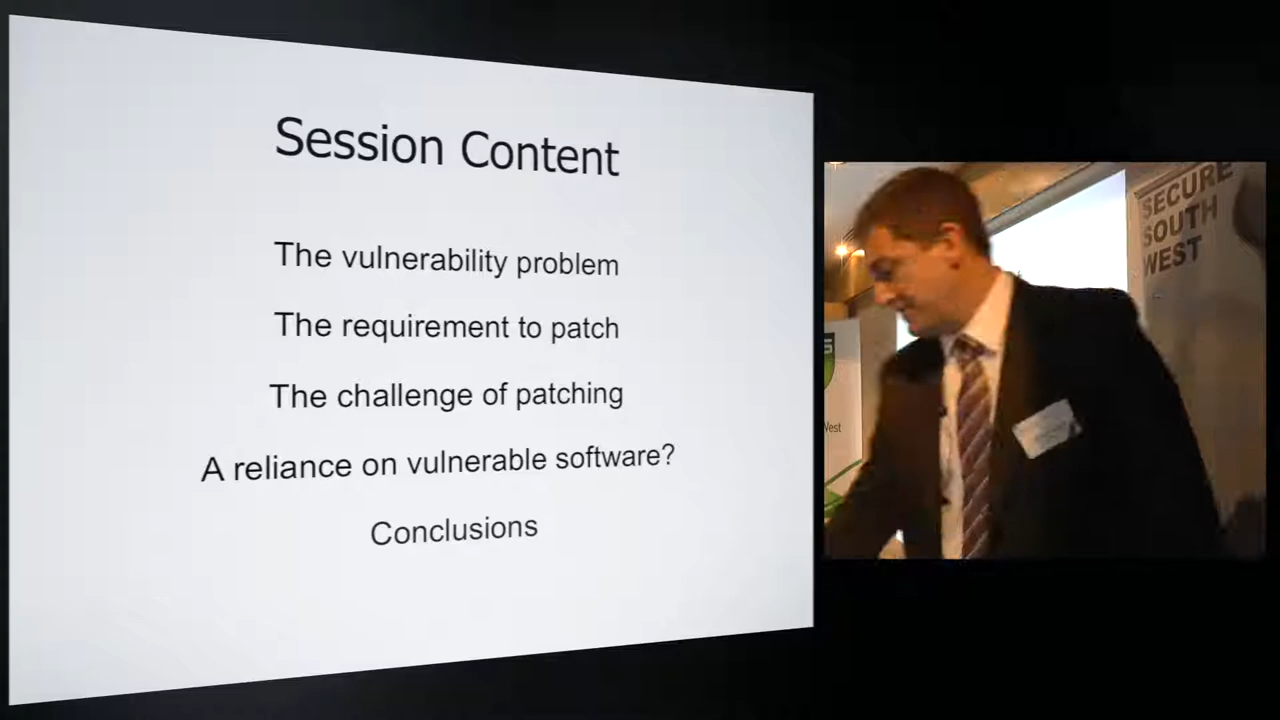 Session Content
The vulnerability problem
The requirement to patch
The challenge of patching
A reliance on vulnerable software?
Conclusions
SECURE
SOUTH
WEST
West